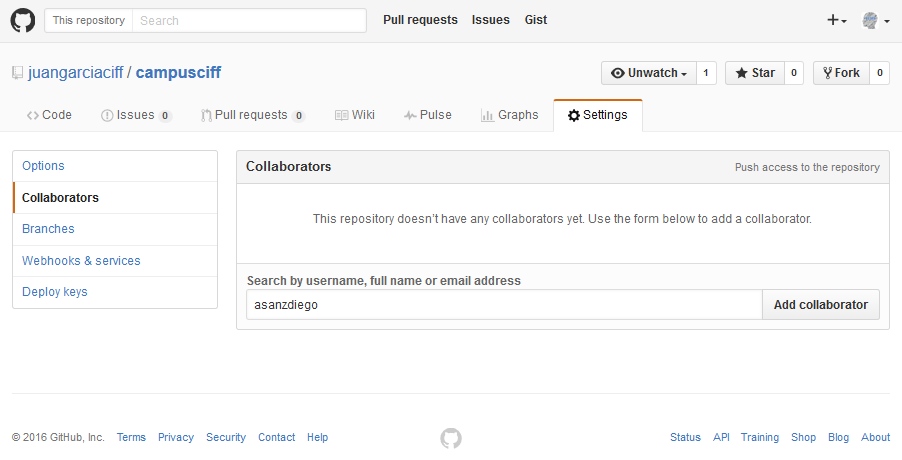 This repository Search Pull requests Issues Gist
juangarciaciff / campusciff Unwatch 1 Star 0 Fork 0
Code Issues 0 Pull requests 0 Wiki Pulse Graphs Settings
Options
Collaborators
Branches
Webhooks & services
Deploy keys
Collaborators Push access to the repository
This repository doesn't have any collaborators yet. Use the form below to add a collaborator.
Search by username, full name or email address
asanzdiego Add collaborator
© 2016 GitHub, Inc. Terms Privacy Security Contact Help Status API Training Shop Blog About